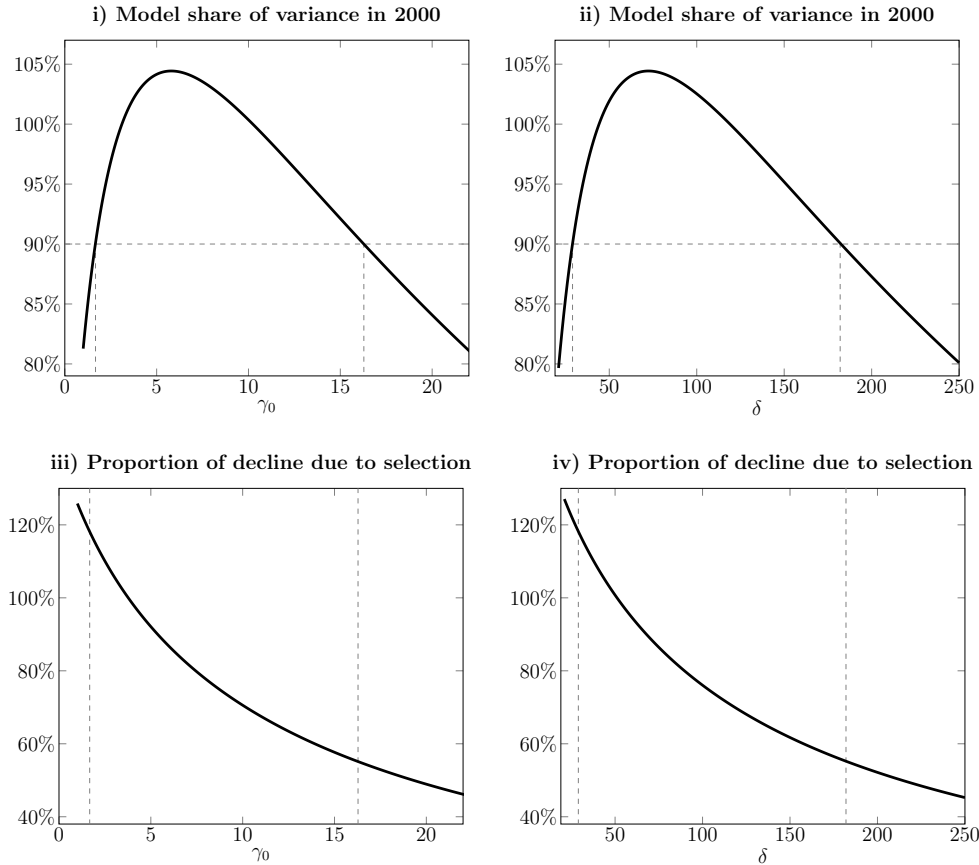 i) Model share of variance in 2000
105%
100%
95%
90%
85%
80%
0 5 10 15 20
γ₀
ii) Model share of variance in 2000
105%
100%
95%
90%
85%
80%
50 100 150 200 250
δ
iii) Proportion of decline due to selection
120%
100%
80%
60%
40%
0 5 10 15 20
γ₀
iv) Proportion of decline due to selection
120%
100%
80%
60%
40%
50 100 150 200 250
δ